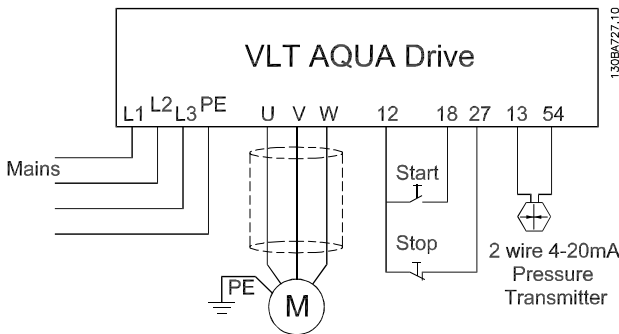 VLT AQUA Drive
130BA727.10
L1 L2 L3 PE U V W 12 18 27 13 54
Mains
Start
Stop
PE
M
2 wire 4-20mA
Pressure
Transmitter